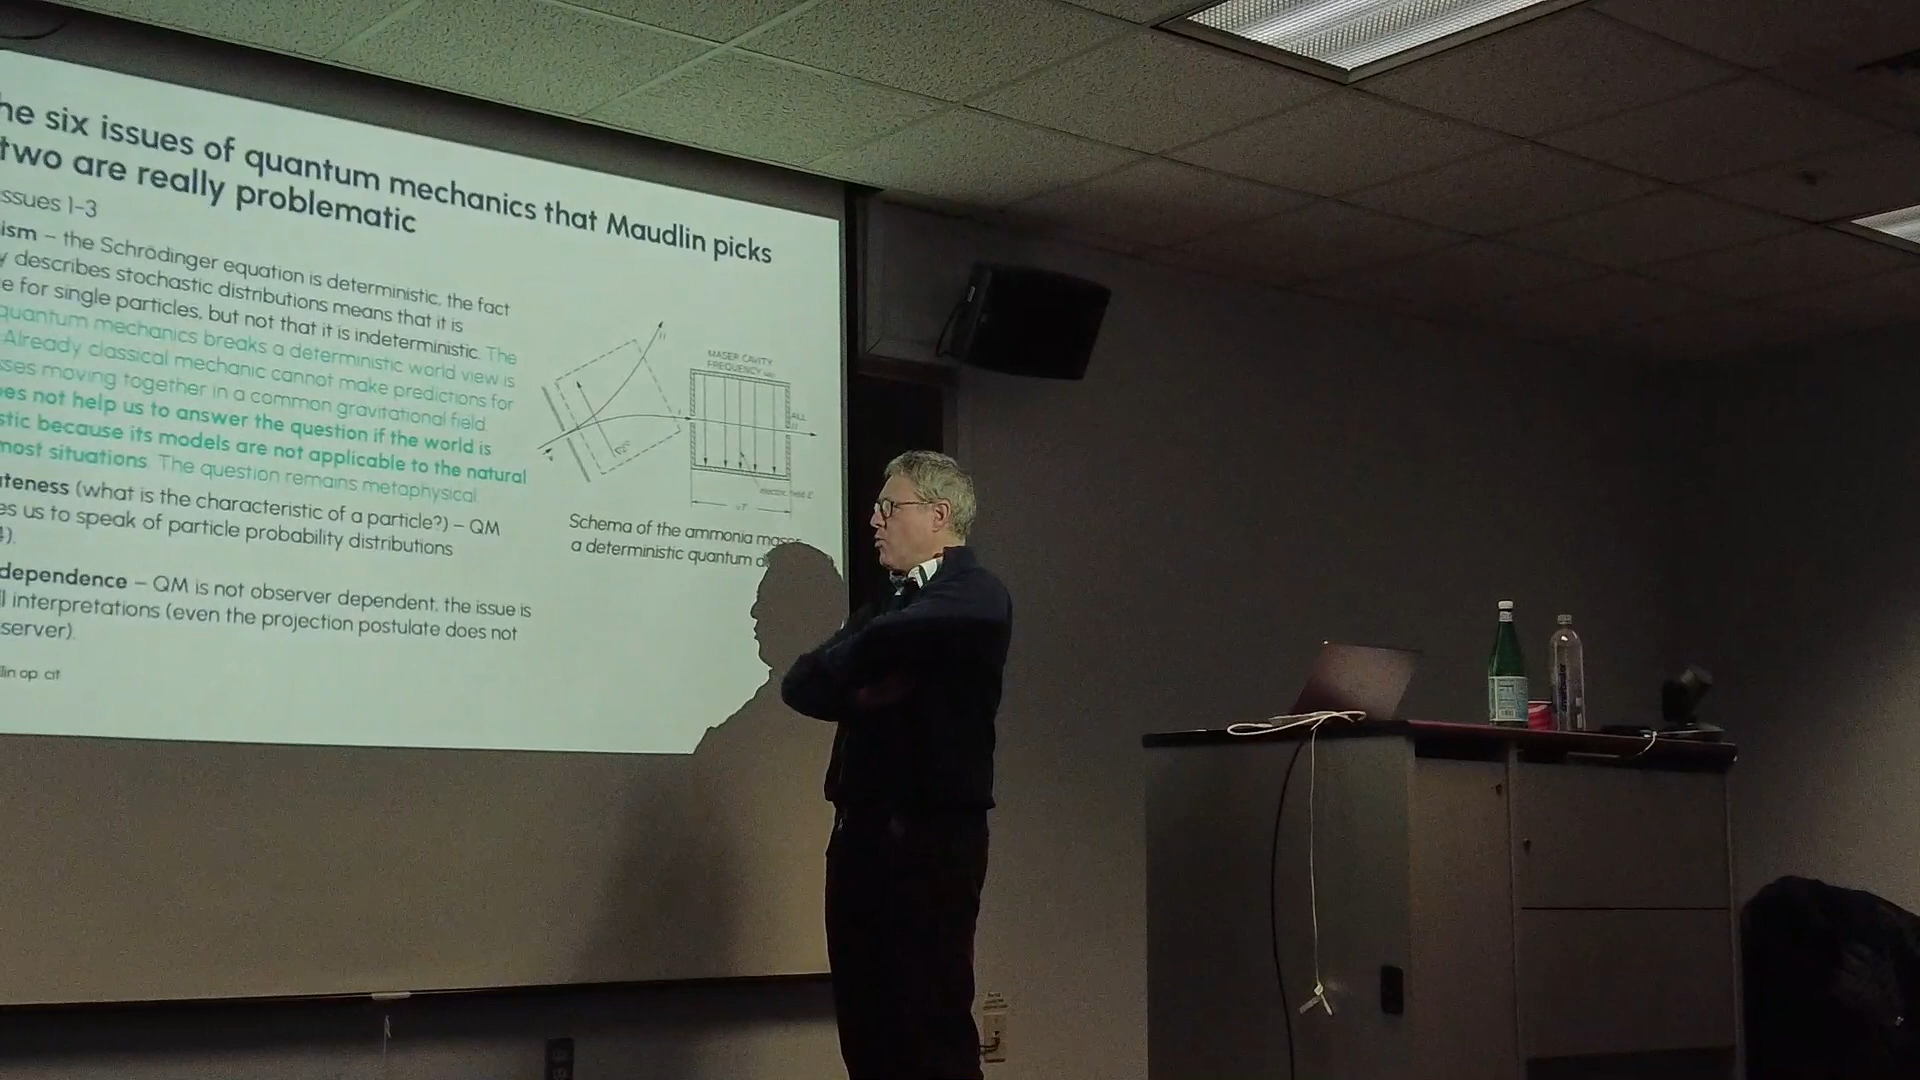 he six issues of quantum mechanics that Maudlin picks
two are really problematic
ssues 1-3
ism – the Schrödinger equation is deterministic, the fact
y describes stochastic distributions means that it is
e for single particles, but not that it is indeterministic. The
quantum mechanics breaks a deterministic world view is
Already classical mechanic cannot make predictions for
sses moving together in a common gravitational field.
oes not help us to answer the question if the world is
stic because its models are not applicable to the natural
most situations. The question remains metaphysical.
ateness (what is the characteristic of a particle?) – QM
es us to speak of particle probability distributions
4).
dependence – QM is not observer dependent, the issue is
ll interpretations (even the projection postulate does not
server).
lin op. cit
MASER CAVITY
FREQUENCY
ALL
electric field
Schema of the ammonia maser
a deterministic quantum d